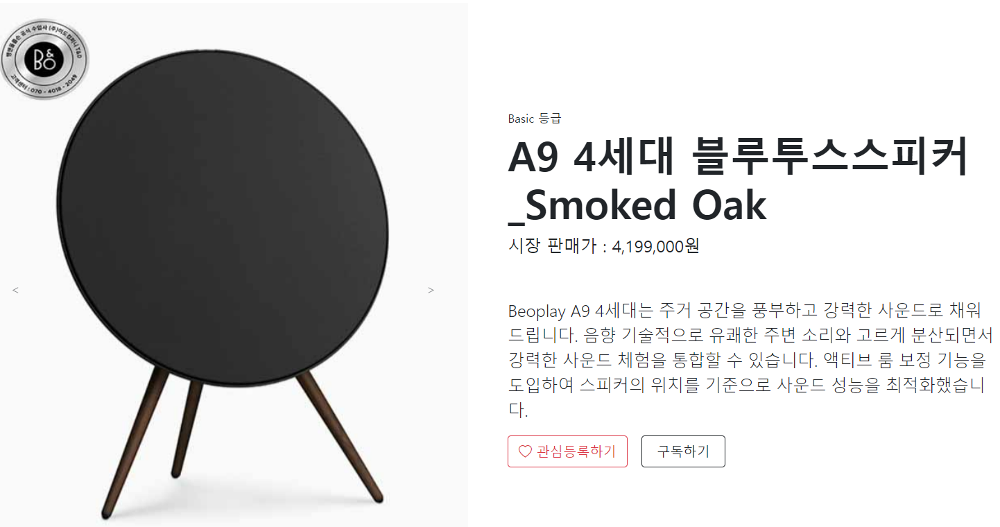 뱅앤올룹슨 공식 수입사 (주)이도컴퍼니 T&D
B&O
고객센터 : 070 - 4018 - 2049
Basic 등급
A9 4세대 블루투스스피커
_Smoked Oak
시장 판매가 : 4,199,000원
<
>
Beoplay A9 4세대는 주거 공간을 풍부하고 강력한 사운드로 채워
드립니다. 음향 기술적으로 유쾌한 주변 소리와 고르게 분산되면서
강력한 사운드 체험을 통합할 수 있습니다. 액티브 룸 보정 기능을
도입하여 스피커의 위치를 기준으로 사운드 성능을 최적화했습니
다.
♡ 관심등록하기
구독하기